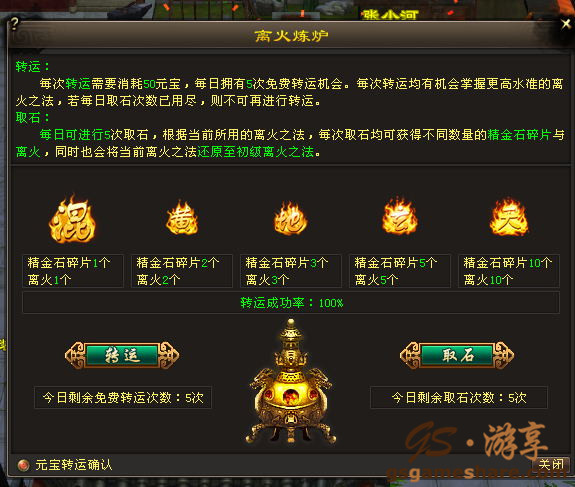 张小河
?
离火炼炉
转运：
每次转运需要消耗50元宝，每日拥有5次免费转运机会。每次转运均有机会掌握更高水准的离
火之法，若每日取石次数已用尽，则不可再进行转运。
取石：
每日可进行5次取石，根据当前所用的离火之法，每次取石均可获得不同数量的精金石碎片与
离火，同时也会将当前离火之法还原至初级离火之法。
混 黄 地 玄 天
精金石碎片1个 精金石碎片2个 精金石碎片3个 精金石碎片5个 精金石碎片10个
离火1个 离火2个 离火3个 离火5个 离火10个
转运成功率：100%
转运 取石
今日剩余免费转运次数：5次 今日剩余取石次数：5次
GS·游享
元宝转运确认 关闭